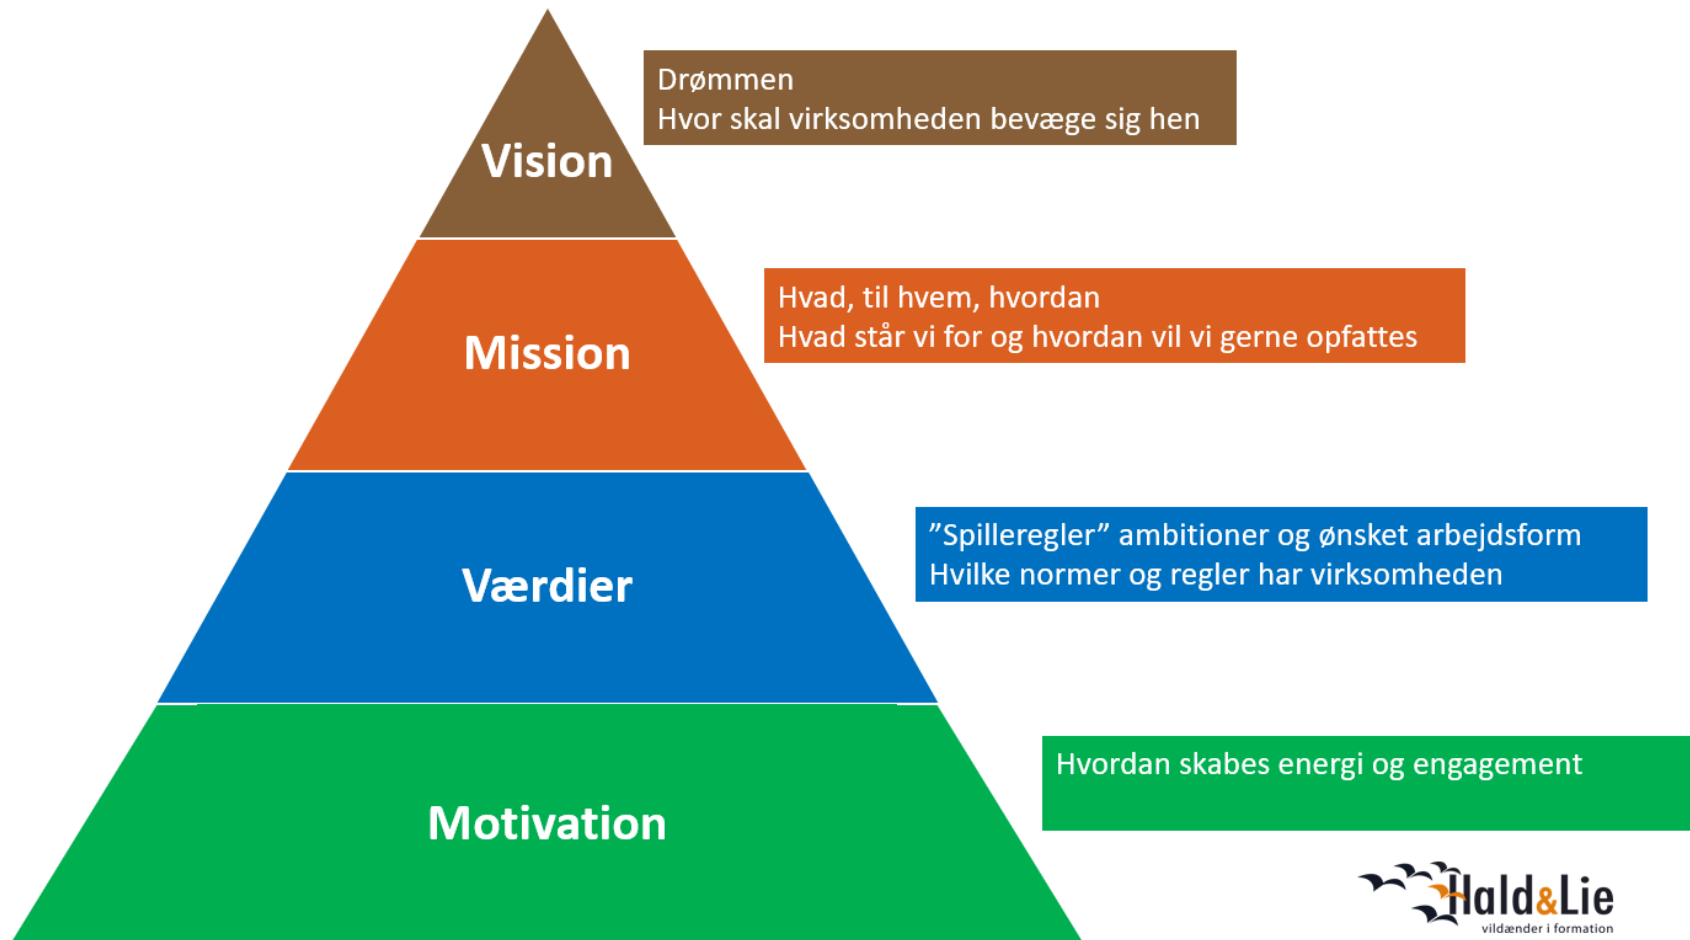 Drømmen
Hvor skal virksomheden bevæge sig hen
Vision
Hvad, til hvem, hvordan
Hvad står vi for og hvordan vil vi gerne opfattes
Mission
”Spilleregler” ambitioner og ønsket arbejdsform
Hvilke normer og regler har virksomheden
Værdier
Hvordan skabes energi og engagement
Motivation
Hald&Lie
vildænder i formation